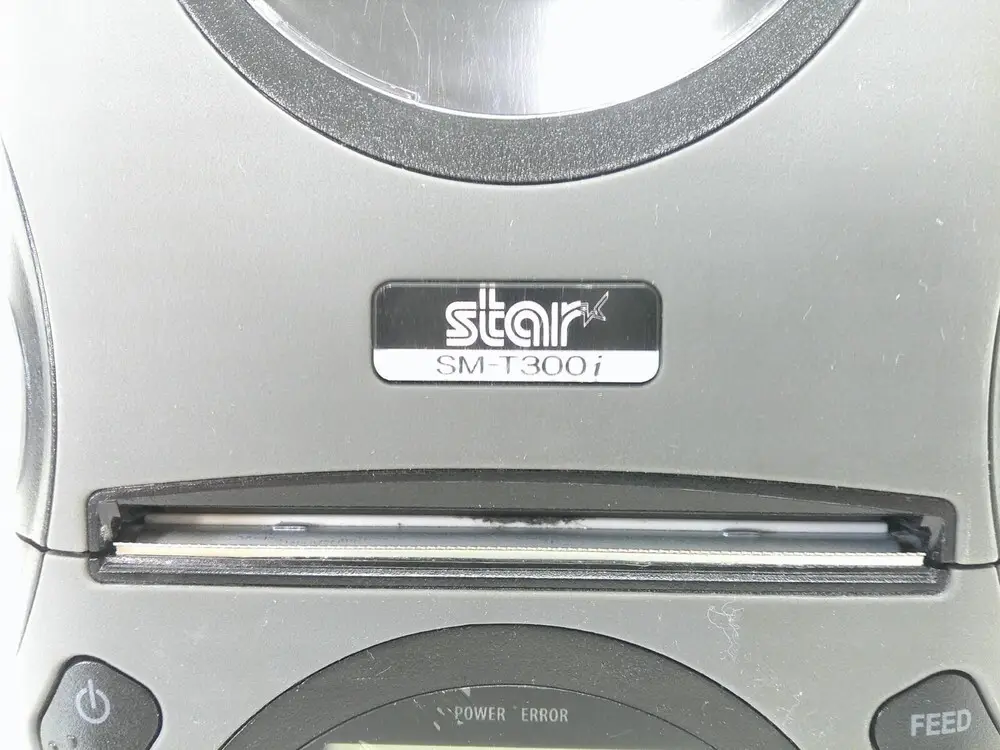 star
SM-T300i
POWER ERROR
FEED